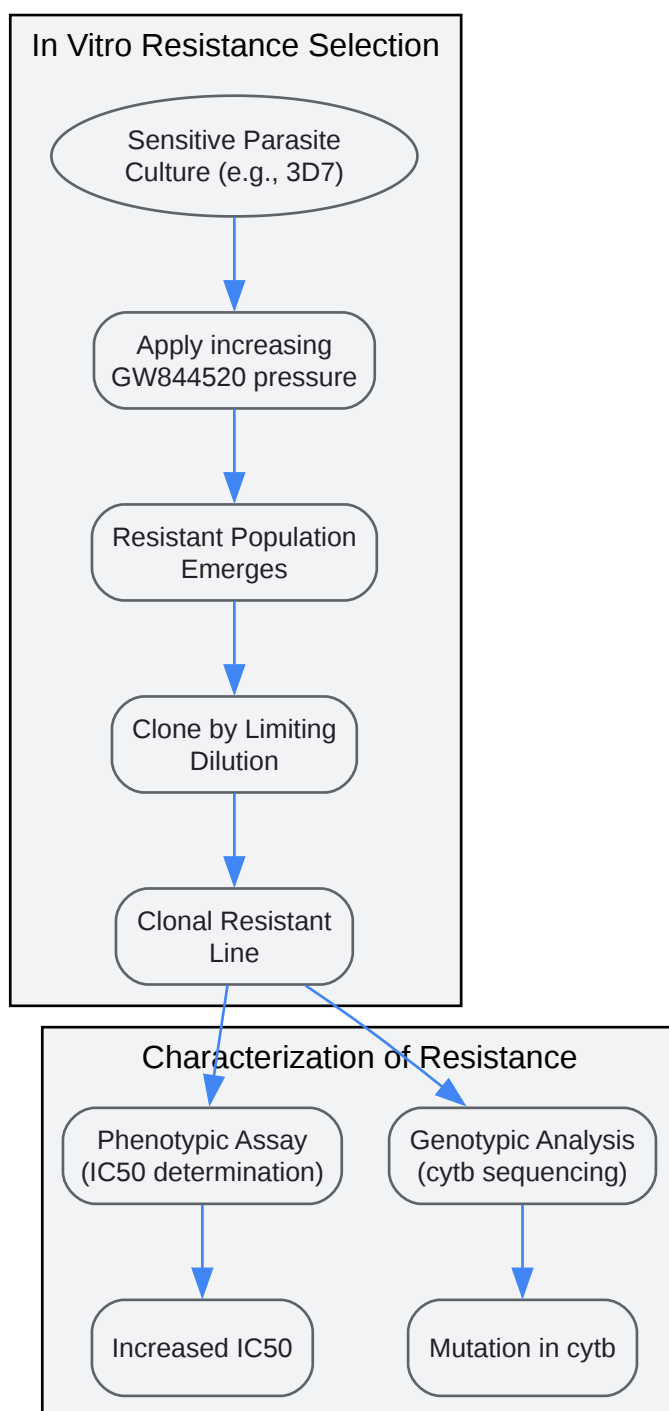 In Vitro Resistance Selection
Sensitive Parasite
Culture (e.g., 3D7)
Apply increasing
GW844520 pressure
Resistant Population
Emerges
Clone by Limiting
Dilution
Clonal Resistant
Line
Characterization of Resistance
Phenotypic Assay
(IC50 determination)
Genotypic Analysis
(cytb sequencing)
Increased IC50
Mutation in cytb